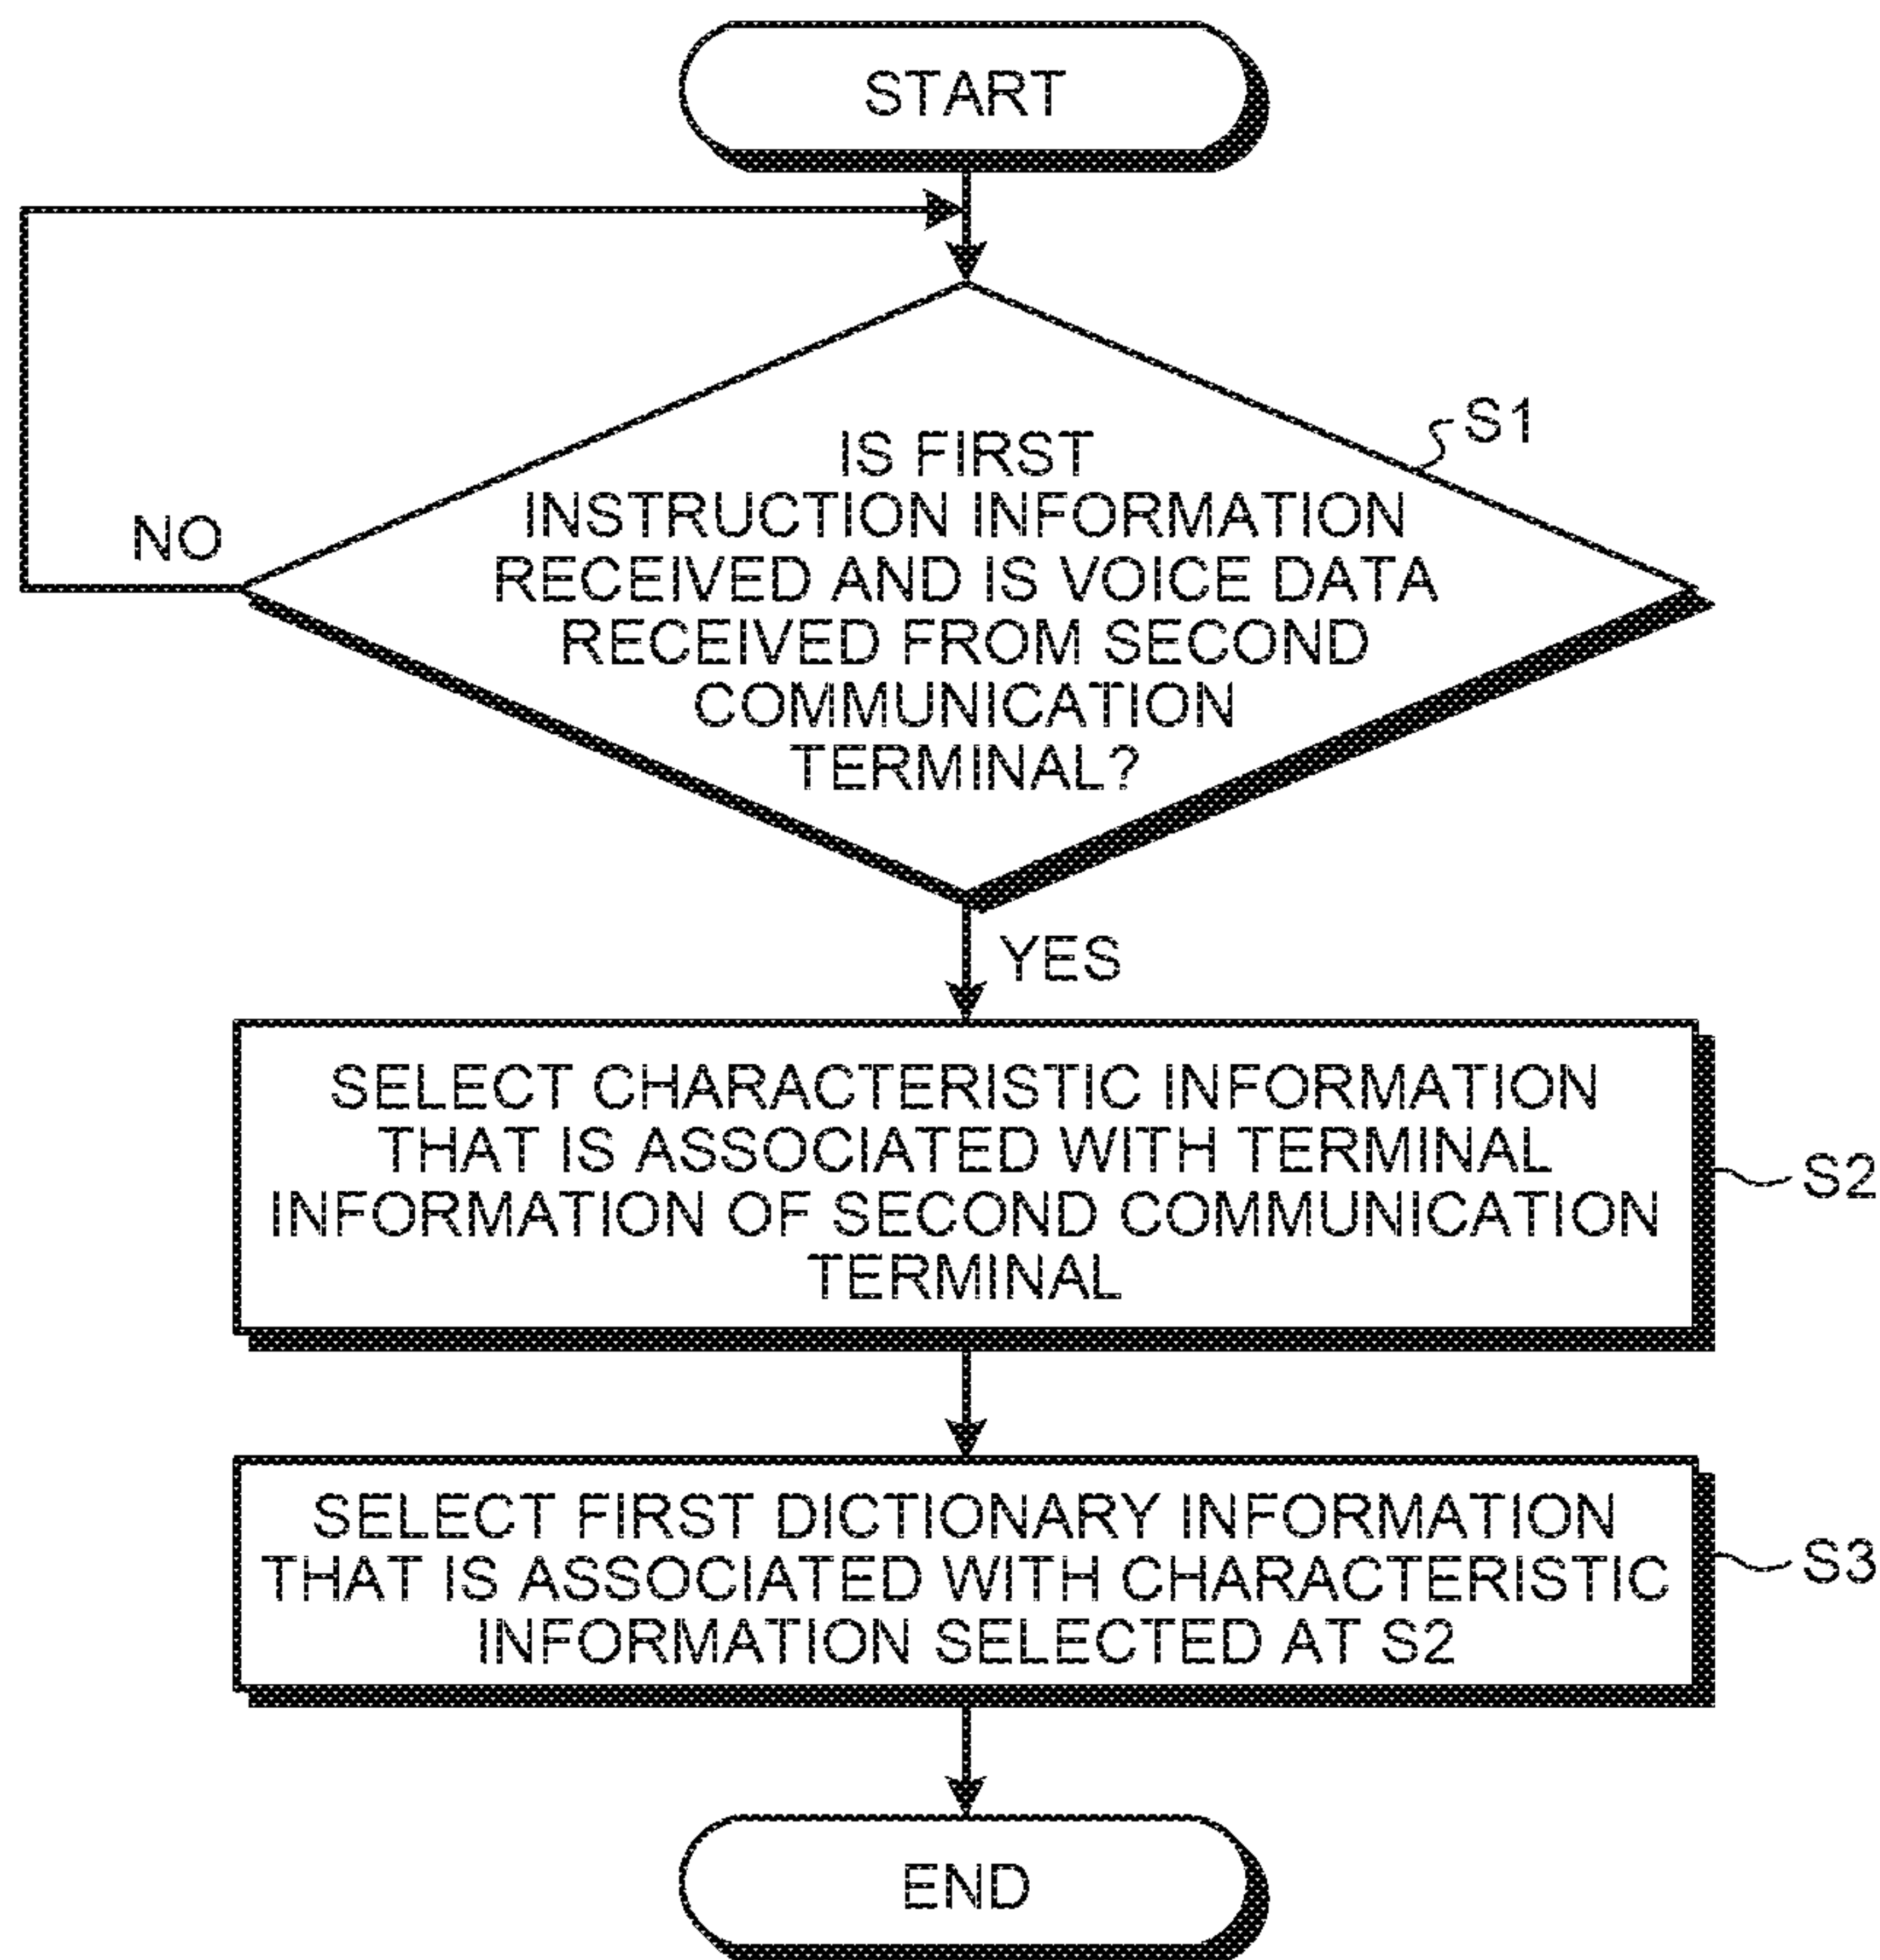 START
S1
IS FIRST
INSTRUCTION INFORMATION
RECEIVED AND IS VOICE DATA
RECEIVED FROM SECOND
COMMUNICATION
TERMINAL?
NO
YES
SELECT CHARACTERISTIC INFORMATION
THAT IS ASSOCIATED WITH TERMINAL
INFORMATION OF SECOND COMMUNICATION
TERMINAL
S2
SELECT FIRST DICTIONARY INFORMATION
THAT IS ASSOCIATED WITH CHARACTERISTIC
INFORMATION SELECTED AT S2
S3
END